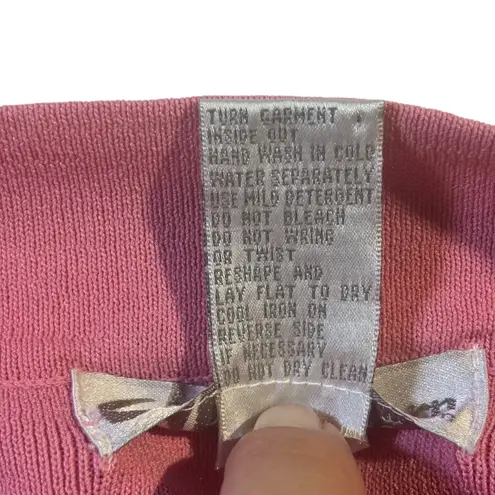 TURN GARMENT
INSIDE OUT
HAND WASH IN COLD
WATER SEPARATELY
USE MILD DETERGENT
DO NOT BLEACH
DO NOT WRING
OR TWIST
RESHAPE AND
LAY FLAT TO DRY
COOL IRON ON
REVERSE SIDE
IF NECESSARY
DO NOT DRY CLEAN